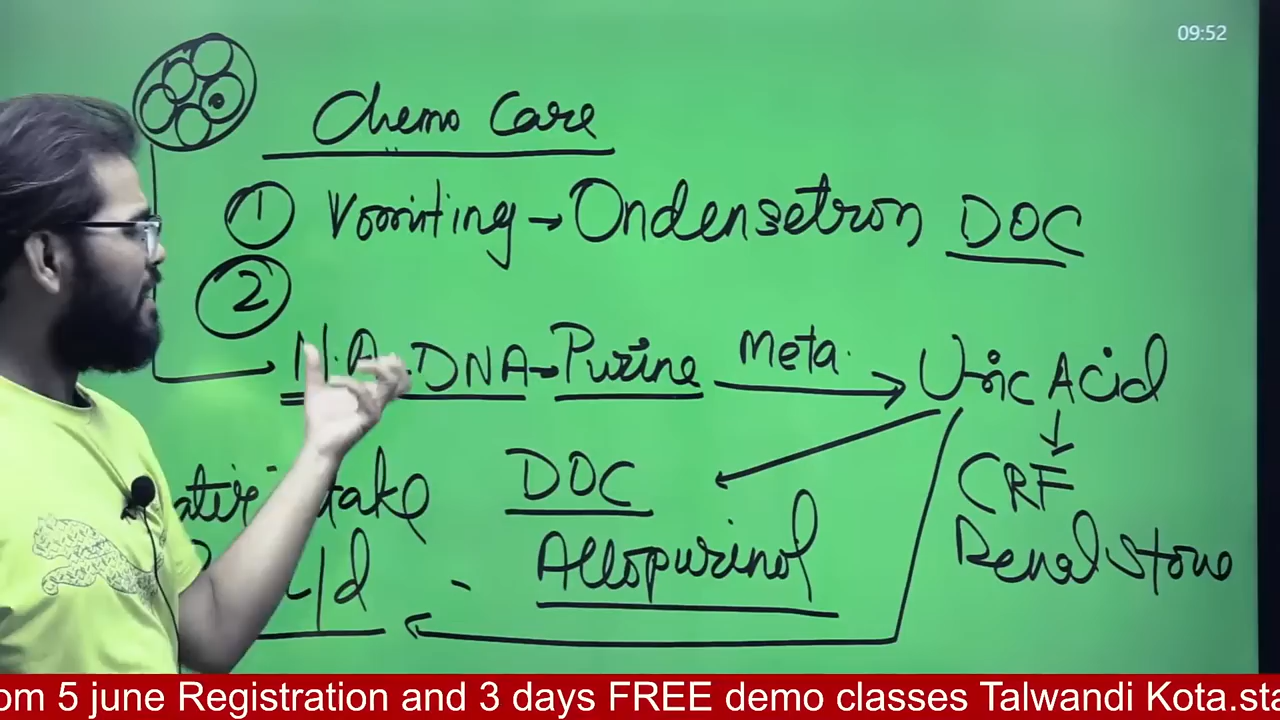 09:52
Chemo Care
① Vomiting → Ondensetron DOC
②
N.A. DNA → Purine Meta. → Uric Acid
↓
CRF
Renal stone
DOC
Allopurinol
L/d -
om 5 june Registration and 3 days FREE demo classes Talwandi Kota.sta